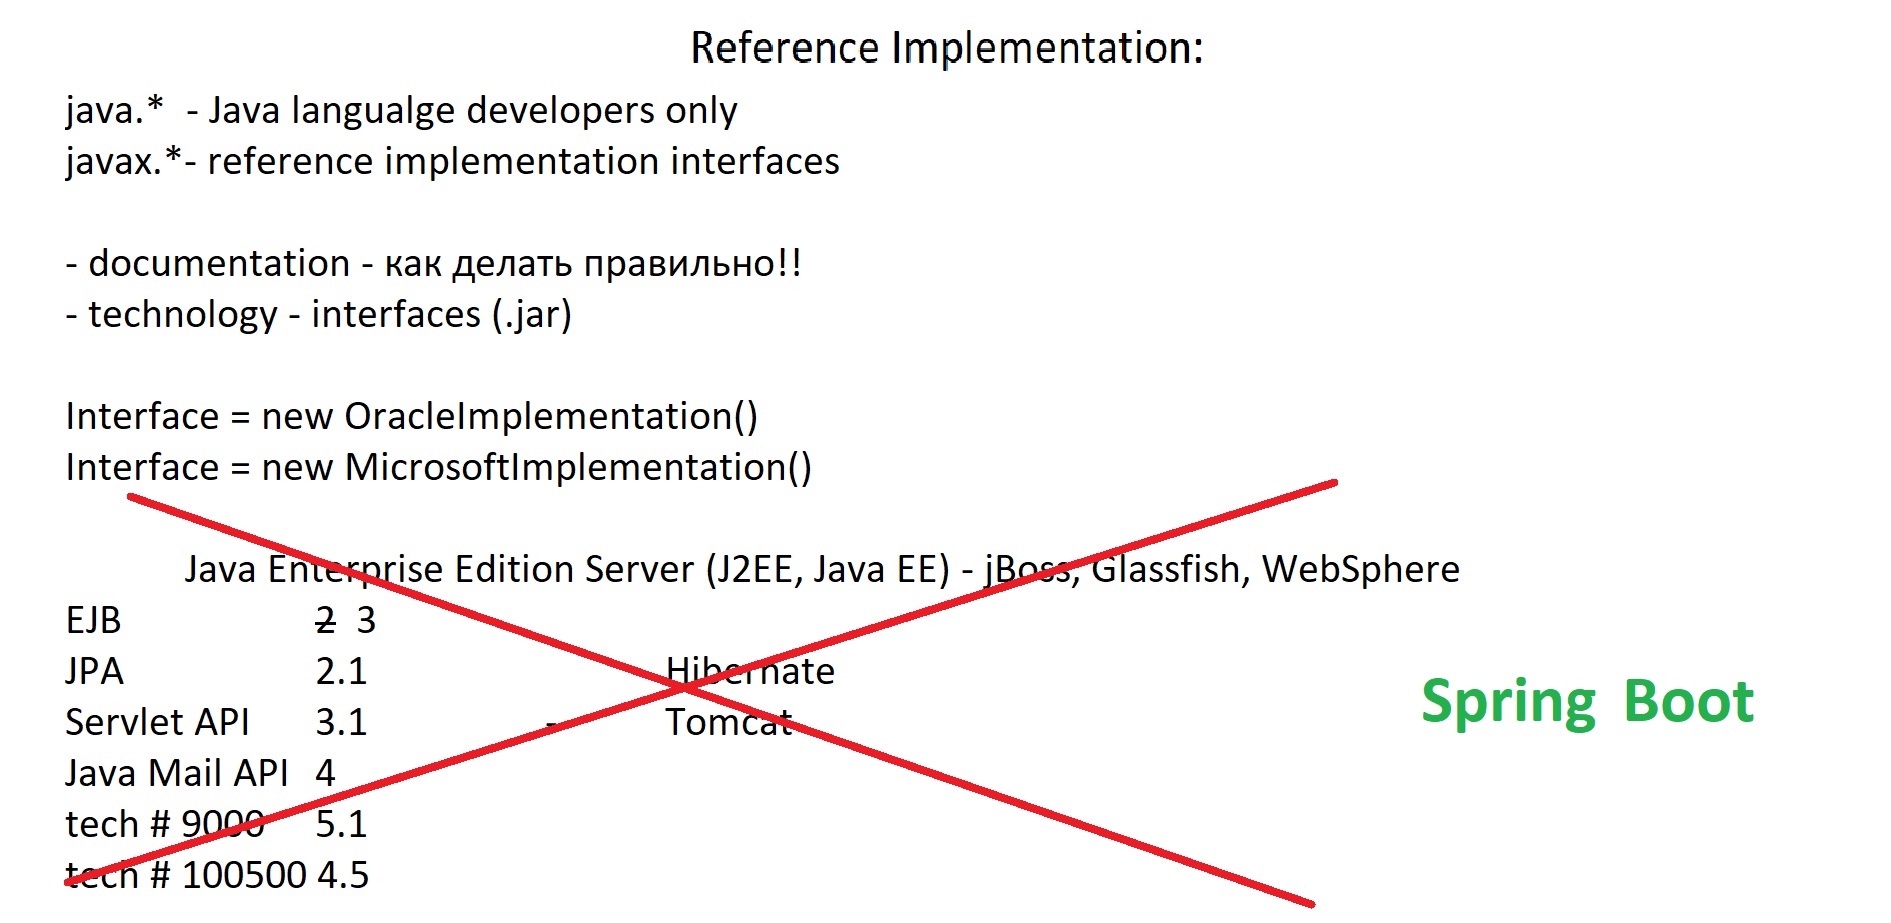 Reference Implementation:
java.* - Java langualge developers only
javax.*- reference implementation interfaces
- documentation - как делать правильно!!
- technology - interfaces (.jar)
Interface = new OracleImplementation()
Interface = new MicrosoftImplementation()
Java Enterprise Edition Server (J2EE, Java EE) - jBoss, Glassfish, WebSphere
EJB 2 3
JPA 2.1 Hibernate
Servlet API 3.1 - Tomcat
Java Mail API 4
tech # 9000 5.1
tech # 100500 4.5
Spring Boot